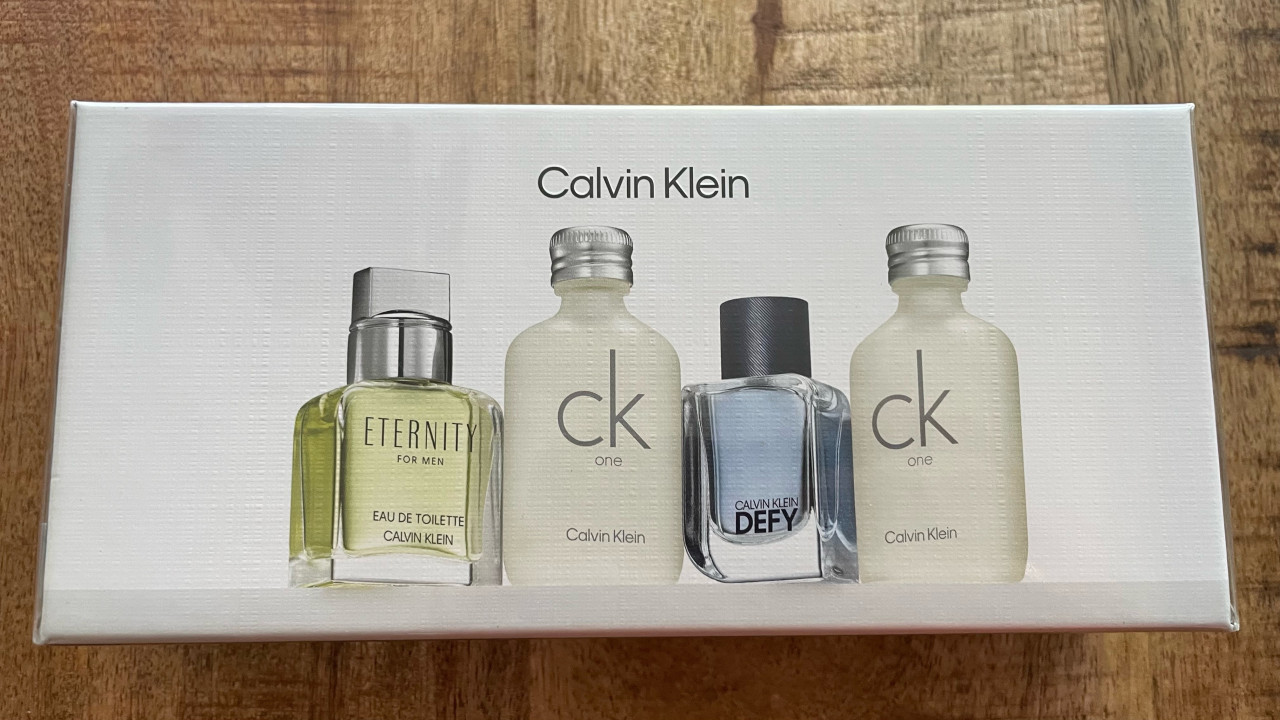 Calvin Klein
ETERNITY
FOR MEN
EAU DE TOILETTE
CALVIN KLEIN
ck
one
Calvin Klein
CALVIN KLEIN
DEFY
ck
one
Calvin Klein